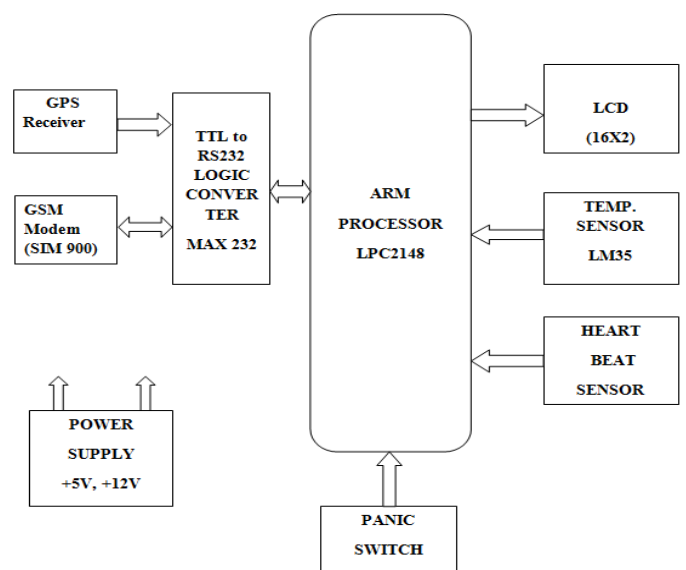 GPS
Receiver
GSM
Modem
(SIM 900)
TTL to
RS232
LOGIC
CONVER
TER
MAX 232
ARM
PROCESSOR
LPC2148
LCD
(16X2)
TEMP.
SENSOR
LM35
HEART
BEAT
SENSOR
POWER
SUPPLY
+5V, +12V
PANIC
SWITCH